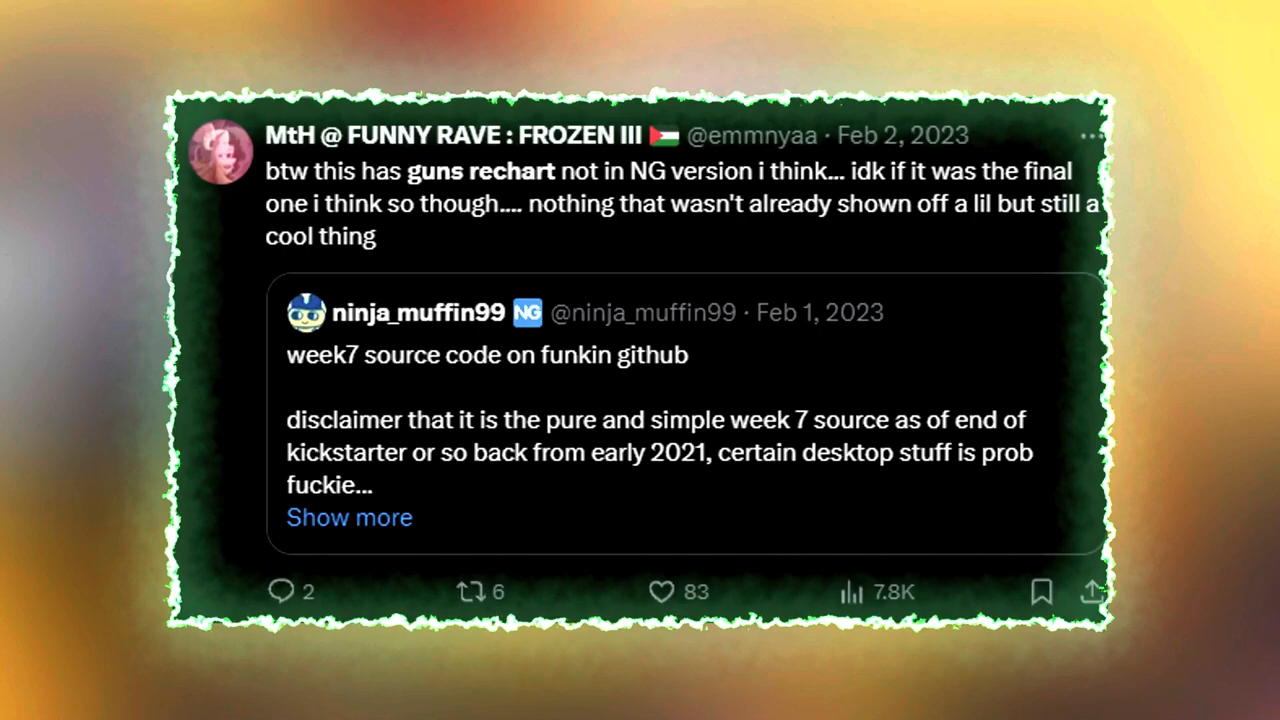 MtH @ FUNNY RAVE : FROZEN III 🇵🇸 @emmnyaa · Feb 2, 2023 ···
btw this has guns rechart not in NG version i think... idk if it was the final
one i think so though.... nothing that wasn't already shown off a lil but still a
cool thing
ninja_muffin99 NG @ninja_muffin99 · Feb 1, 2023
week7 source code on funkin github
disclaimer that it is the pure and simple week 7 source as of end of
kickstarter or so back from early 2021, certain desktop stuff is prob
fuckie...
Show more
2 6 83 7.8K